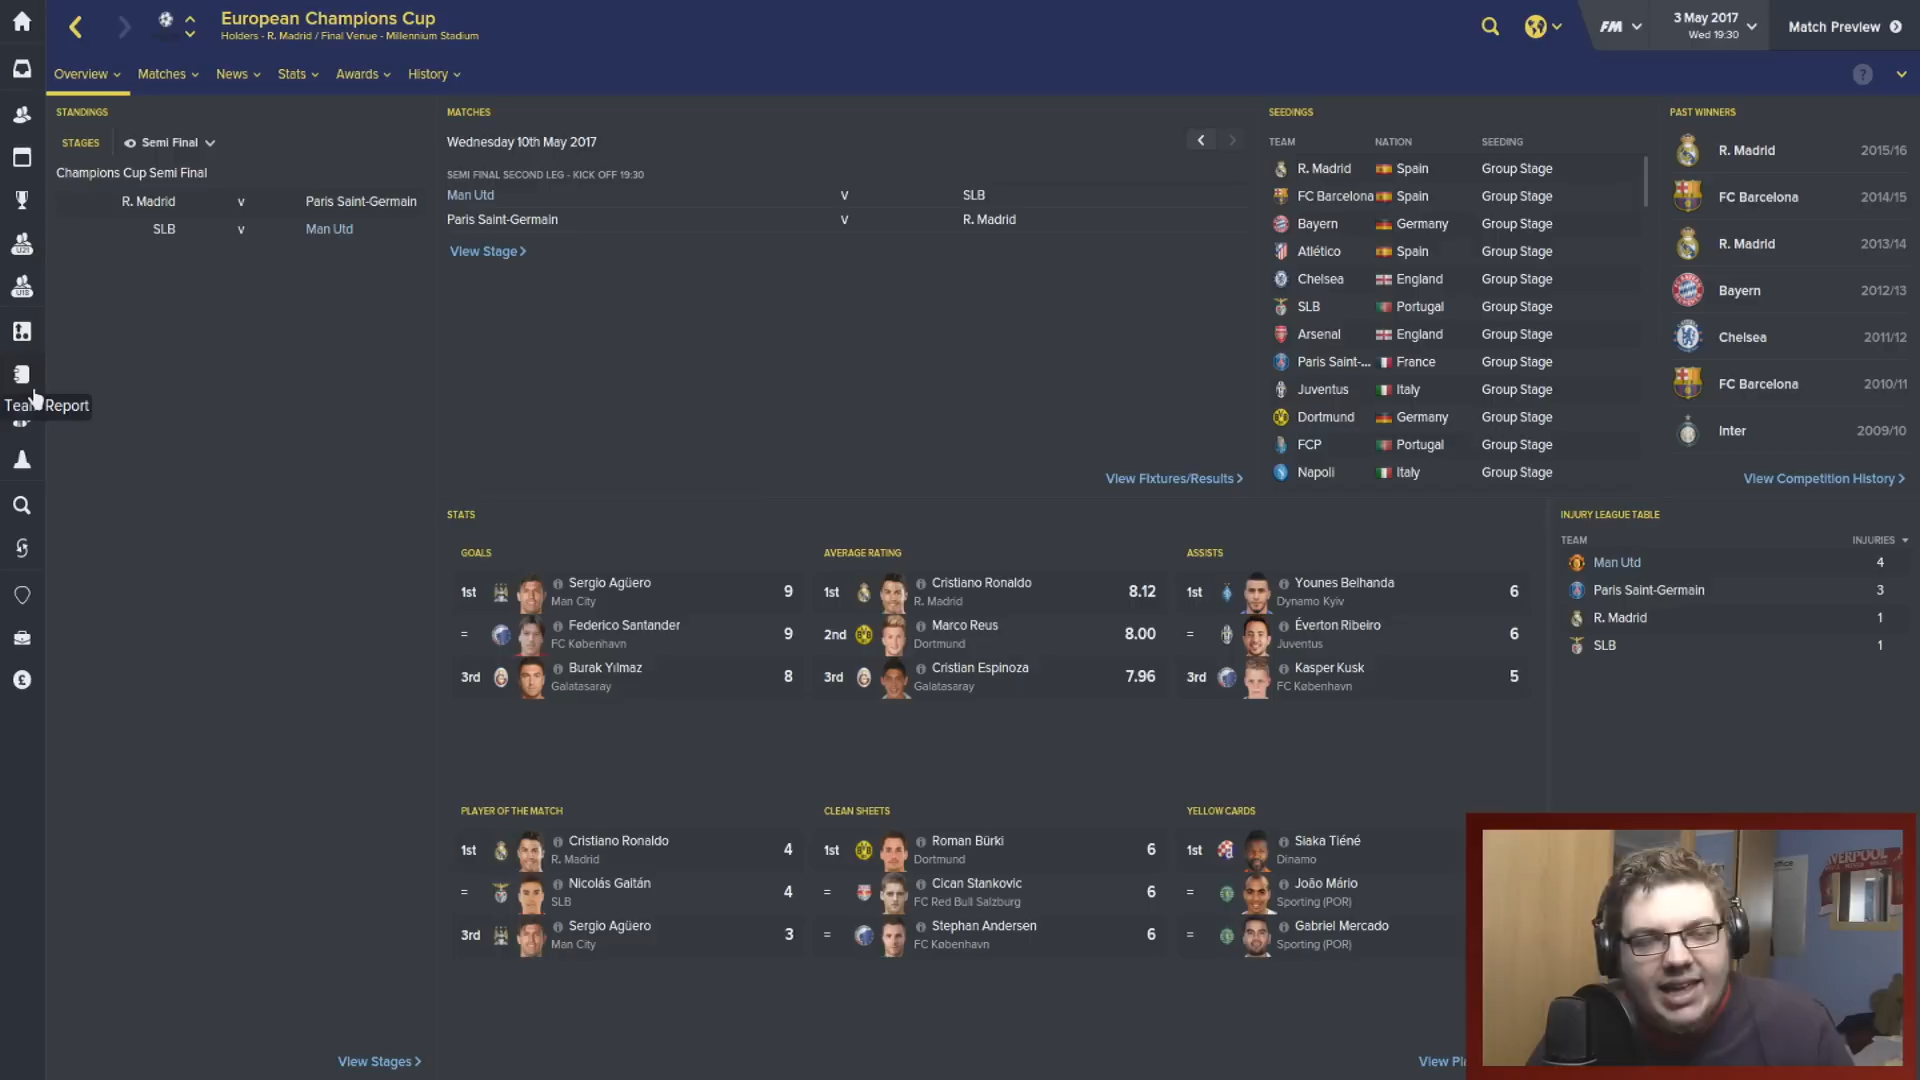 European Champions Cup
Holders - R. Madrid / Final Venue - Millennium Stadium
FM
3 May 2017
Wed 19:30
Match Preview
Overview
Matches
News
Stats
Awards
History
?
STANDINGS
STAGES
Semi Final
Champions Cup Semi Final
R. Madrid v Paris Saint-Germain
SLB v Man Utd
View Stages >
Team Report
U21
U18
MATCHES
Wednesday 10th May 2017
SEMI FINAL SECOND LEG - KICK OFF 19:30
Man Utd v SLB
Paris Saint-Germain v R. Madrid
View Stage >
View Fixtures/Results >
SEEDINGS
TEAM NATION SEEDING
R. Madrid Spain Group Stage
FC Barcelona Spain Group Stage
Bayern Germany Group Stage
Atlético Spain Group Stage
Chelsea England Group Stage
SLB Portugal Group Stage
Arsenal England Group Stage
Paris Saint-... France Group Stage
Juventus Italy Group Stage
Dortmund Germany Group Stage
FCP Portugal Group Stage
Napoli Italy Group Stage
PAST WINNERS
R. Madrid 2015/16
FC Barcelona 2014/15
R. Madrid 2013/14
Bayern 2012/13
Chelsea 2011/12
FC Barcelona 2010/11
Inter 2009/10
View Competition History >
STATS
GOALS
1st Sergio Agüero 9
Man City
= Federico Santander 9
FC København
3rd Burak Yılmaz 8
Galatasaray
AVERAGE RATING
1st Cristiano Ronaldo 8.12
R. Madrid
2nd Marco Reus 8.00
Dortmund
3rd Cristian Espinoza 7.96
Galatasaray
ASSISTS
1st Younes Belhanda 6
Dynamo Kyiv
= Éverton Ribeiro 6
Juventus
3rd Kasper Kusk 5
FC København
INJURY LEAGUE TABLE
TEAM INJURIES
Man Utd 4
Paris Saint-Germain 3
R. Madrid 1
SLB 1
PLAYER OF THE MATCH
1st Cristiano Ronaldo 4
R. Madrid
= Nicolás Gaitán 4
SLB
3rd Sergio Agüero 3
Man City
CLEAN SHEETS
1st Roman Bürki 6
Dortmund
= Cican Stankovic 6
FC Red Bull Salzburg
= Stephan Andersen 6
FC København
YELLOW CARDS
1st Siaka Tiéné
Dinamo
= João Mário
Sporting (POR)
= Gabriel Mercado
Sporting (POR)
View Pl